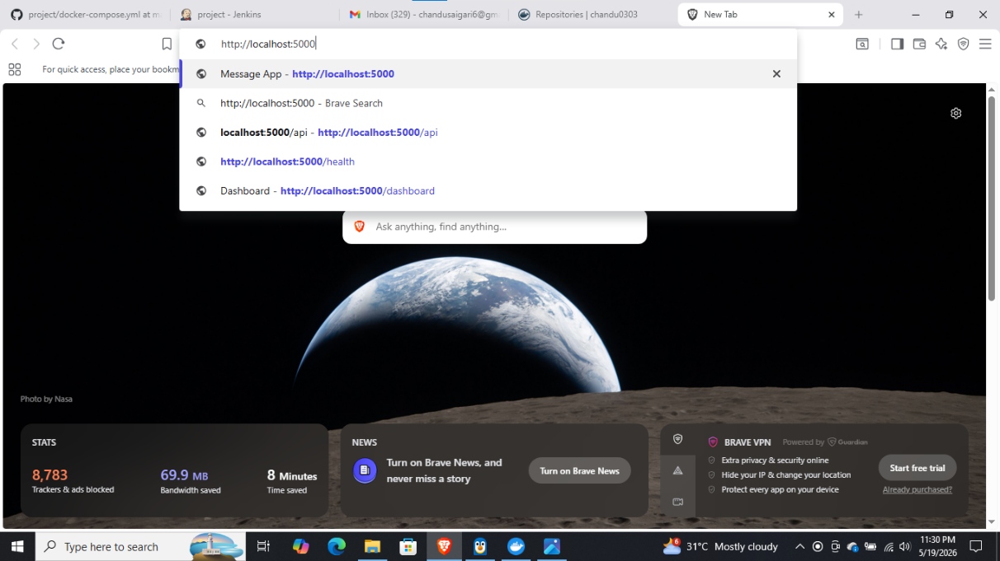 project/docker-compose.yml at m
project - Jenkins
Inbox (329) - chandusaigari6@gm
Repositories | chandu0303
New Tab
http://localhost:5000
For quick access, place your bookm
Message App - http://localhost:5000
http://localhost:5000 - Brave Search
localhost:5000/api - http://localhost:5000/api
http://localhost:5000/health
Dashboard - http://localhost:5000/dashboard
Ask anything, find anything...
Photo by Nasa
STATS
8,783
Trackers & ads blocked
69.9 MB
Bandwidth saved
8 Minutes
Time saved
NEWS
Turn on Brave News, and
never miss a story
Turn on Brave News
BRAVE VPN Powered by Guardian
Extra privacy & security online
Hide your IP & change your location
Protect every app on your device
Start free trial
Already purchased?
Type here to search
6
31°C Mostly cloudy
11:30 PM
5/19/2026